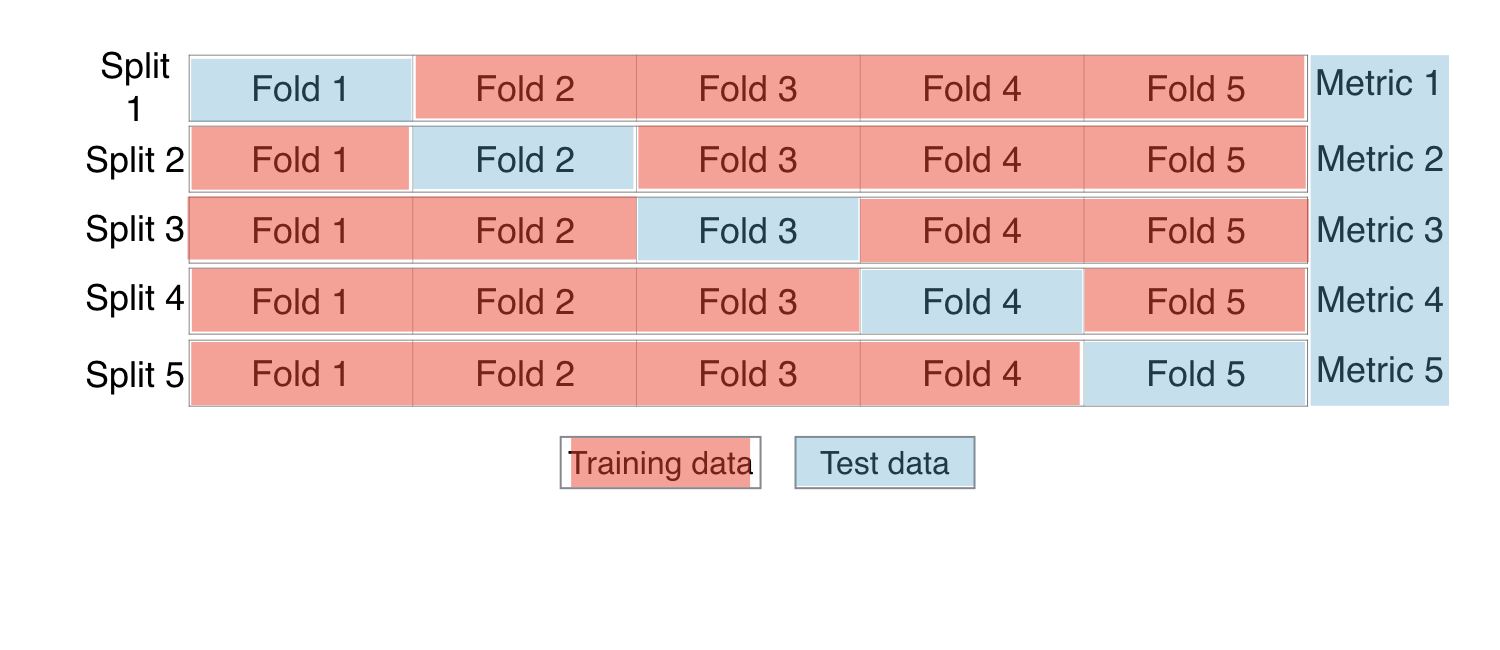 Split
1
Fold 1 Fold 2 Fold 3 Fold 4 Fold 5 Metric 1
Split 2 Fold 1 Fold 2 Fold 3 Fold 4 Fold 5 Metric 2
Split 3 Fold 1 Fold 2 Fold 3 Fold 4 Fold 5 Metric 3
Split 4 Fold 1 Fold 2 Fold 3 Fold 4 Fold 5 Metric 4
Split 5 Fold 1 Fold 2 Fold 3 Fold 4 Fold 5 Metric 5
Training data Test data